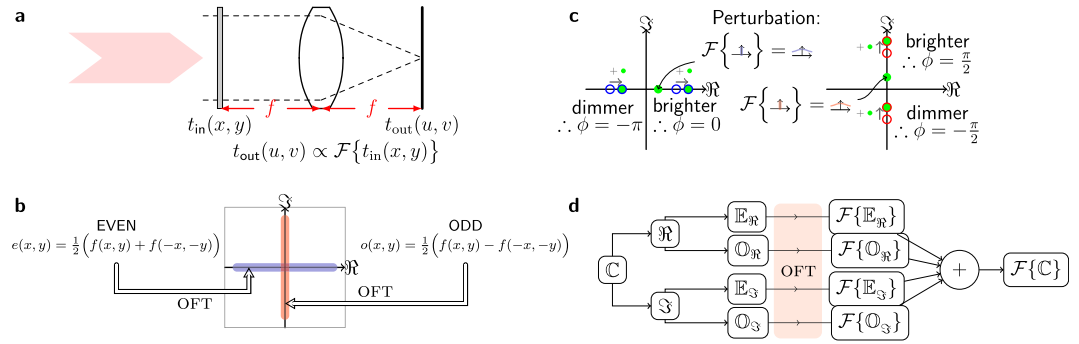 a
f
f
t_in(x, y)
t_out(u, v)
t_out(u, v) ∝ ℱ{t_in(x, y)}
b
ℑ
EVEN
e(x, y) = ½(f(x, y) + f(−x, −y))
ODD
o(x, y) = ½(f(x, y) − f(−x, −y))
ℜ
OFT
OFT
c
Perturbation:
ℑ
ℱ{ } =
+
+
ℜ
dimmer
∴ ϕ = −π
brighter
∴ ϕ = 0
ℑ
+
brighter
∴ ϕ = π/2
ℜ
ℱ{ } =
+
dimmer
∴ ϕ = −π/2
d
ℂ
ℜ
ℑ
𝔼_ℜ
𝕆_ℜ
𝔼_ℑ
𝕆_ℑ
OFT
ℱ{𝔼_ℜ}
ℱ{𝕆_ℜ}
ℱ{𝔼_ℑ}
ℱ{𝕆_ℑ}
+
ℱ{ℂ}